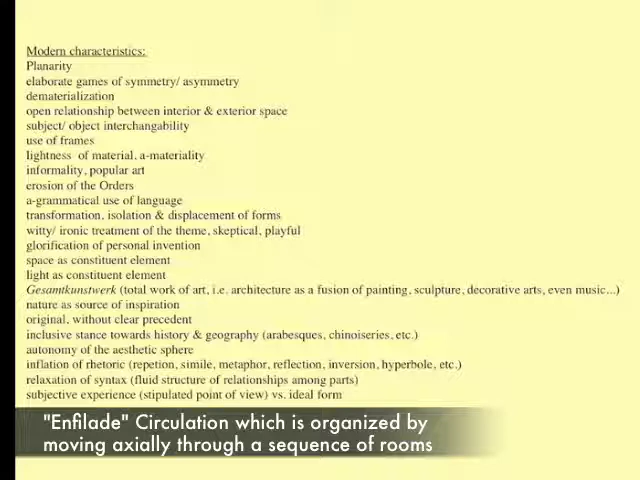 Modern characteristics:
Planarity
elaborate games of symmetry/ asymmetry
dematerialization
open relationship between interior & exterior space
subject/ object interchangability
use of frames
lightness of material, a-materiality
informality, popular art
erosion of the Orders
a-grammatical use of language
transformation, isolation & displacement of forms
witty/ ironic treatment of the theme, skeptical, playful
glorification of personal invention
space as constituent element
light as constituent element
Gesamtkunstwerk (total work of art, i.e. architecture as a fusion of painting, sculpture, decorative arts, even music...)
nature as source of inspiration
original, without clear precedent
inclusive stance towards history & geography (arabesques, chinoiseries, etc.)
autonomy of the aesthetic sphere
inflation of rhetoric (repetion, simile, metaphor, reflection, inversion, hyperbole, etc.)
relaxation of syntax (fluid structure of relationships among parts)
subjective experience (stipulated point of view) vs. ideal form
"Enfilade" Circulation which is organized by
moving axially through a sequence of rooms